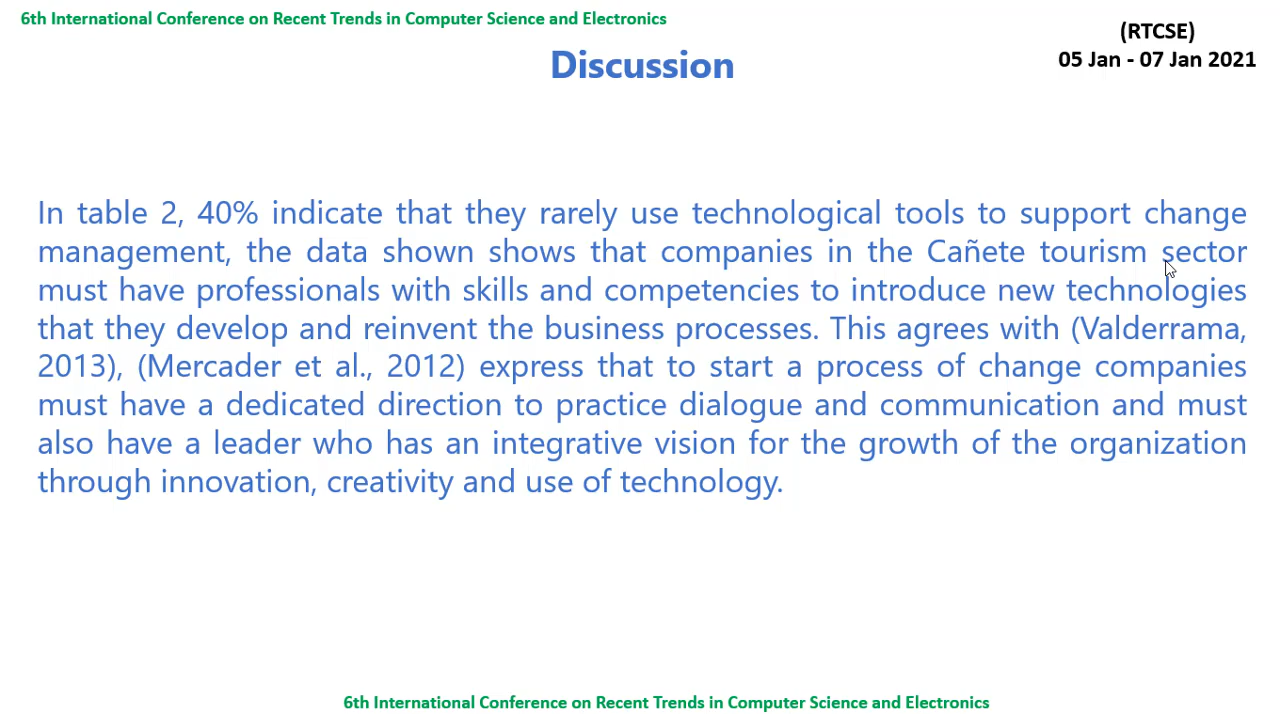 6th International Conference on Recent Trends in Computer Science and Electronics
(RTCSE)
05 Jan - 07 Jan 2021
Discussion
In table 2, 40% indicate that they rarely use technological tools to support change
management, the data shown shows that companies in the Cañete tourism sector
must have professionals with skills and competencies to introduce new technologies
that they develop and reinvent the business processes. This agrees with (Valderrama,
2013), (Mercader et al., 2012) express that to start a process of change companies
must have a dedicated direction to practice dialogue and communication and must
also have a leader who has an integrative vision for the growth of the organization
through innovation, creativity and use of technology.
6th International Conference on Recent Trends in Computer Science and Electronics